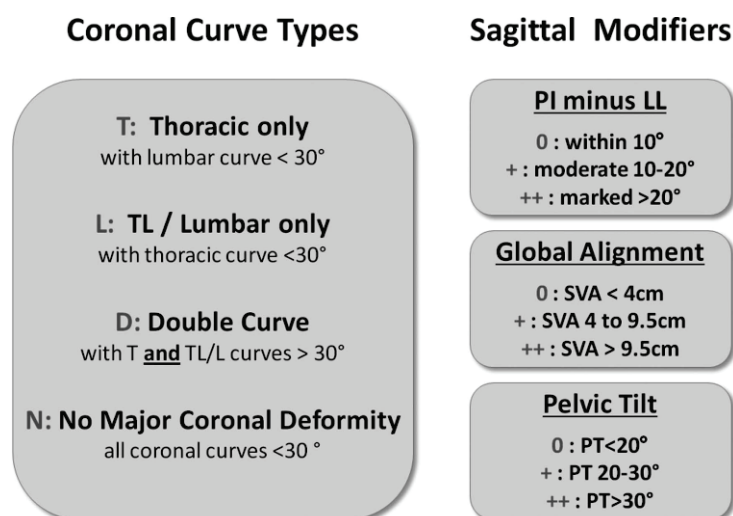 Coronal Curve Types
T: Thoracic only
with lumbar curve < 30°
L: TL / Lumbar only
with thoracic curve <30°
D: Double Curve
with T and TL/L curves > 30°
N: No Major Coronal Deformity
all coronal curves <30 °
Sagittal Modifiers
PI minus LL
0 : within 10°
+ : moderate 10-20°
++ : marked >20°
Global Alignment
0 : SVA < 4cm
+ : SVA 4 to 9.5cm
++ : SVA > 9.5cm
Pelvic Tilt
0 : PT<20°
+ : PT 20-30°
++ : PT>30°